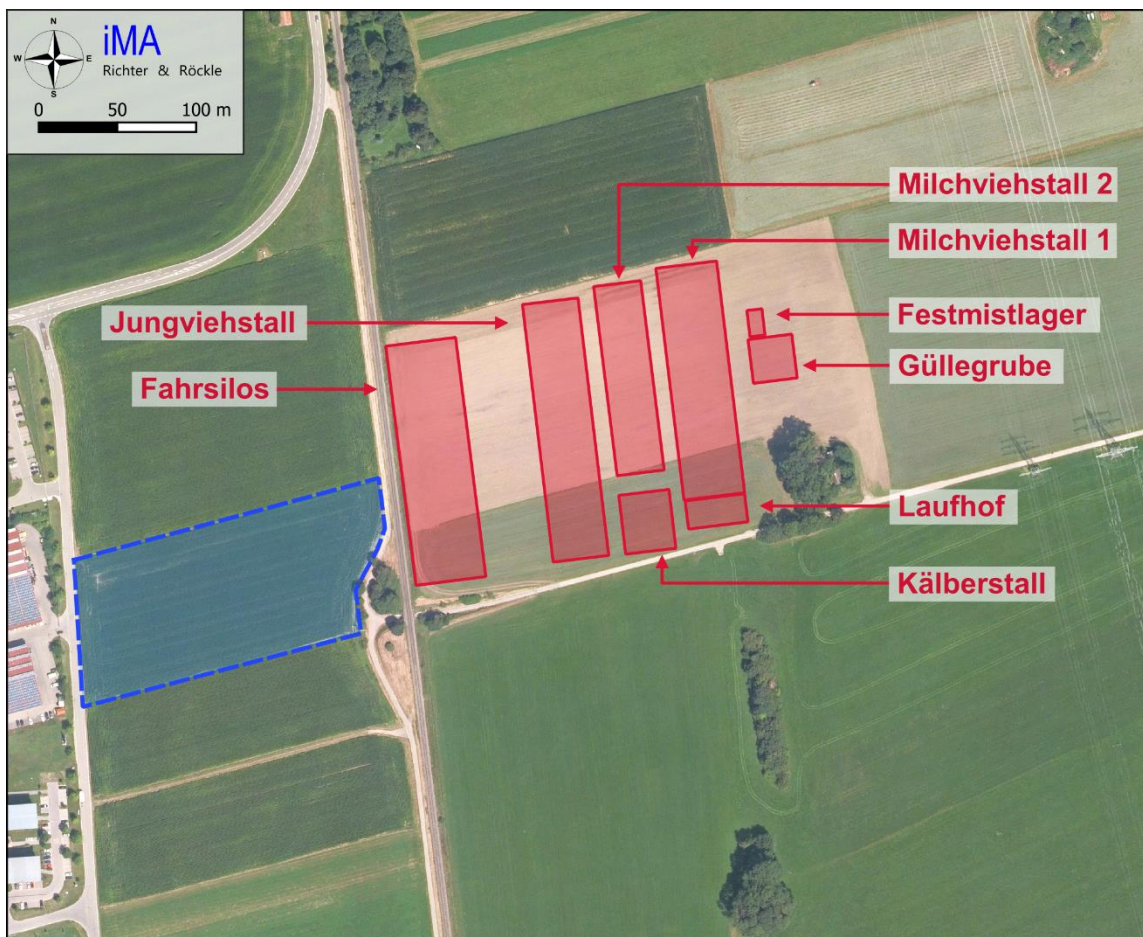 N
W E
S
iMA
Richter & Röckle
0 50 100 m
Milchviehstall 2
Milchviehstall 1
Jungviehstall
Festmistlager
Güllegrube
Fahrsilos
Laufhof
Kälberstall